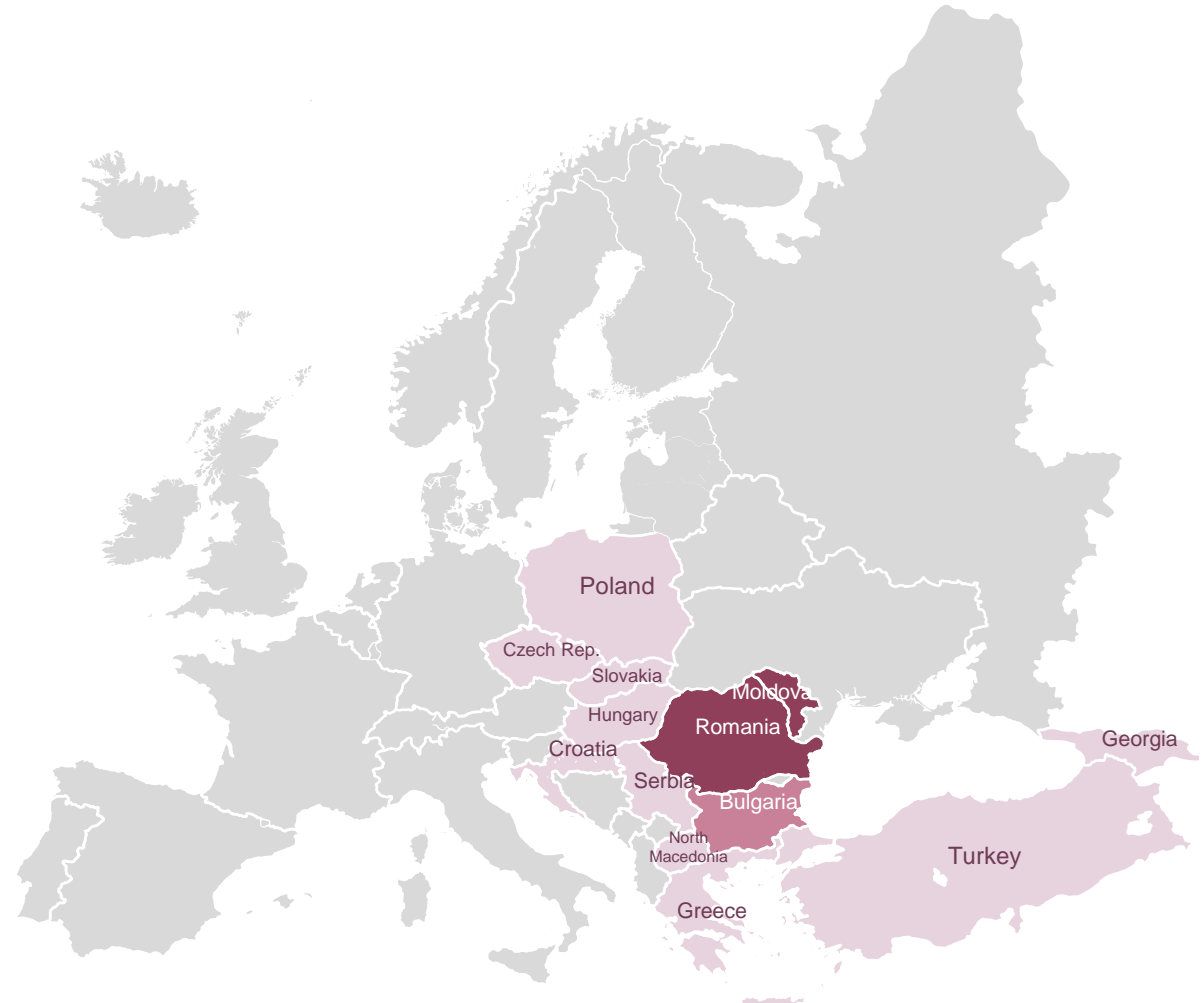 Poland
Czech Rep.
Slovakia
Hungary
Moldova
Romania
Croatia
Georgia
Serbia
Bulgaria
North
Macedonia
Turkey
Greece